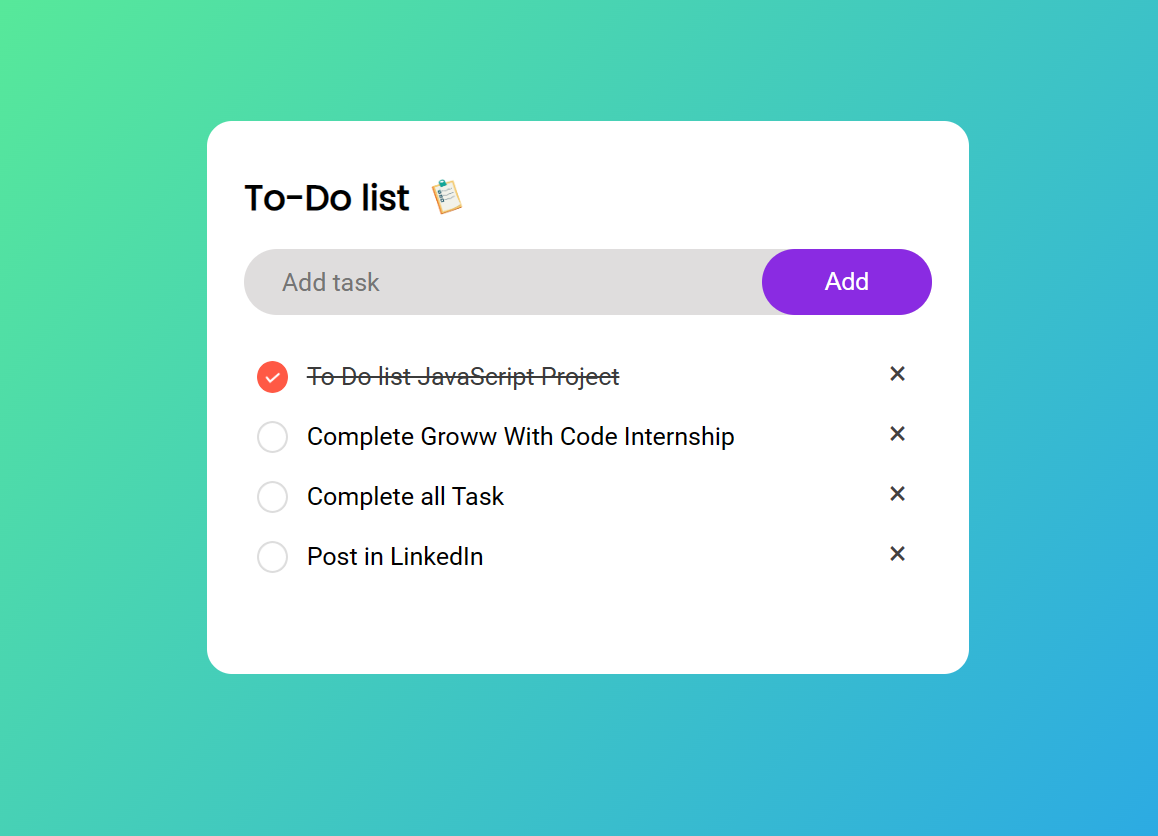 To-Do list
Add task
Add
To Do list JavaScript Project
×
Complete Groww With Code Internship
×
Complete all Task
×
Post in LinkedIn
×